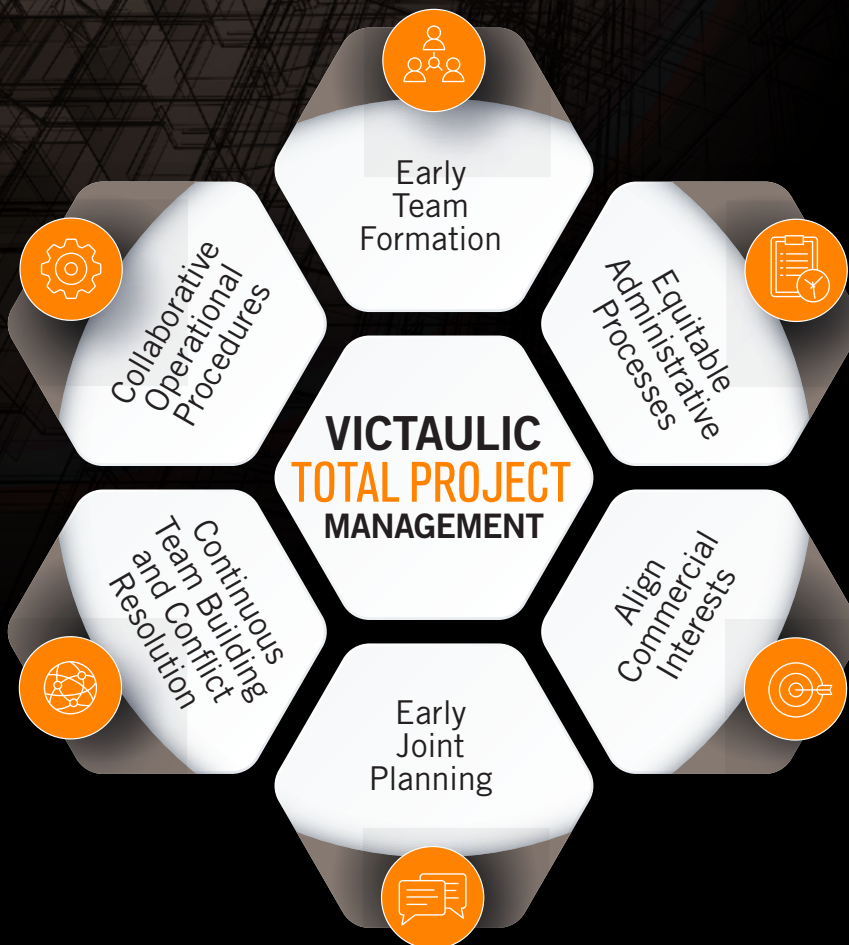 Early
Team
Formation
Equitable
Administrative
Processes
Align
Commercial
Interests
Early
Joint
Planning
Continuous
Team Building
and Conflict
Resolution
Collaborative
Operational
Procedures
VICTAULIC
TOTAL PROJECT
MANAGEMENT